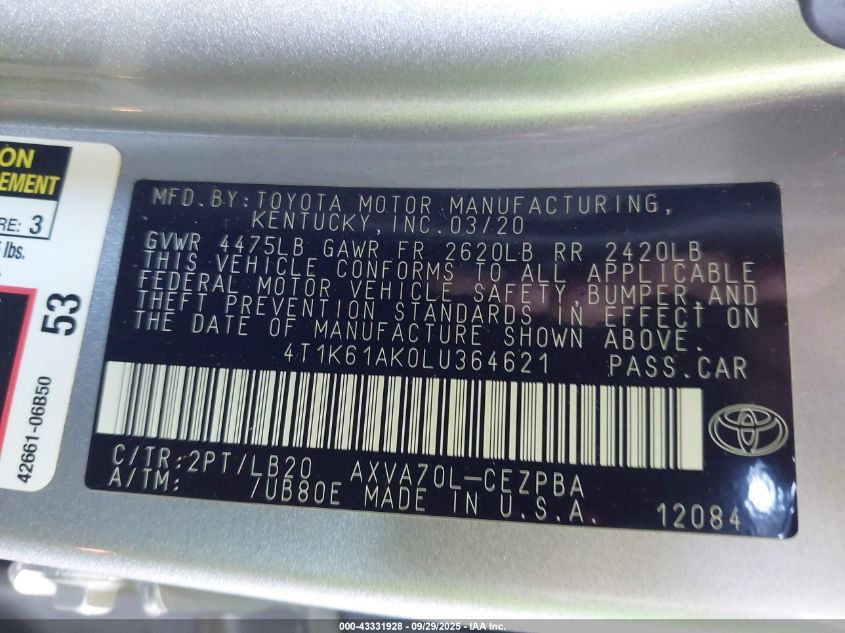 ON
EMENT
RE: 3
lbs.
53
42661-06B50
MFD. BY: TOYOTA MOTOR MANUFACTURING,
KENTUCKY, INC. 03/20
GVWR 4475LB GAWR FR 2620LB RR 2420LB
THIS VEHICLE CONFORMS TO ALL APPLICABLE
FEDERAL MOTOR VEHICLE SAFETY, BUMPER, AND
THEFT PREVENTION STANDARDS IN EFFECT ON
THE DATE OF MANUFACTURE SHOWN ABOVE.
4T1K61AK0LU364621 PASS. CAR
C/TR: 2PT/LB20 AXVA70L-CEZPBA
A/TM: 7UB80E MADE IN U.S.A. 12084
000-43331928 - 09/29/2025 - IAA Inc.